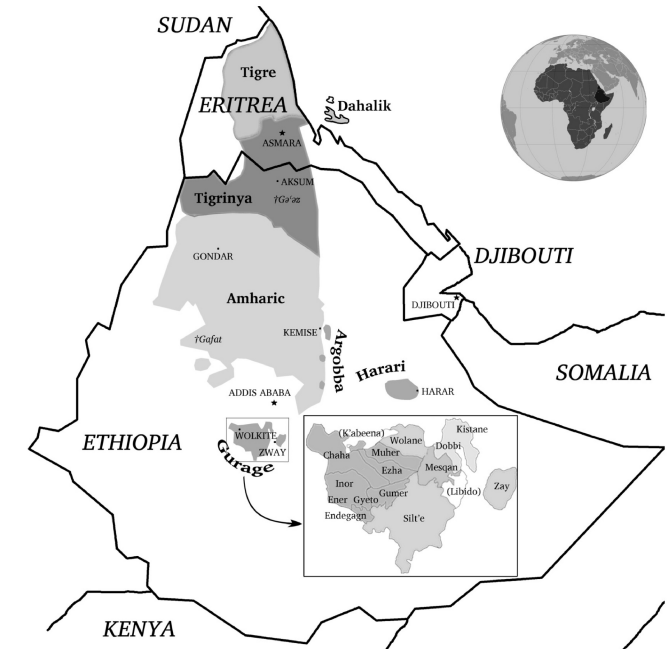 SUDAN
Tigre
ERITREA
Dahalik
ASMARA
AKSUM
Tigrinya
†Gəʿəz
GONDAR
DJIBOUTI
Amharic
DJIBOUTI
KEMISE
†Gafat
Argobba
Harari
SOMALIA
ADDIS ABABA
HARAR
WOLKITE
ETHIOPIA
ZWAY
Gurage
Kistane
(K'abeena)
Wolane
Dobbi
Chaha
Muher
Ezha
Mesqan
Inor
Gumer
(Libido)
Zay
Ener
Gyeto
Endegagn
Silt'e
KENYA